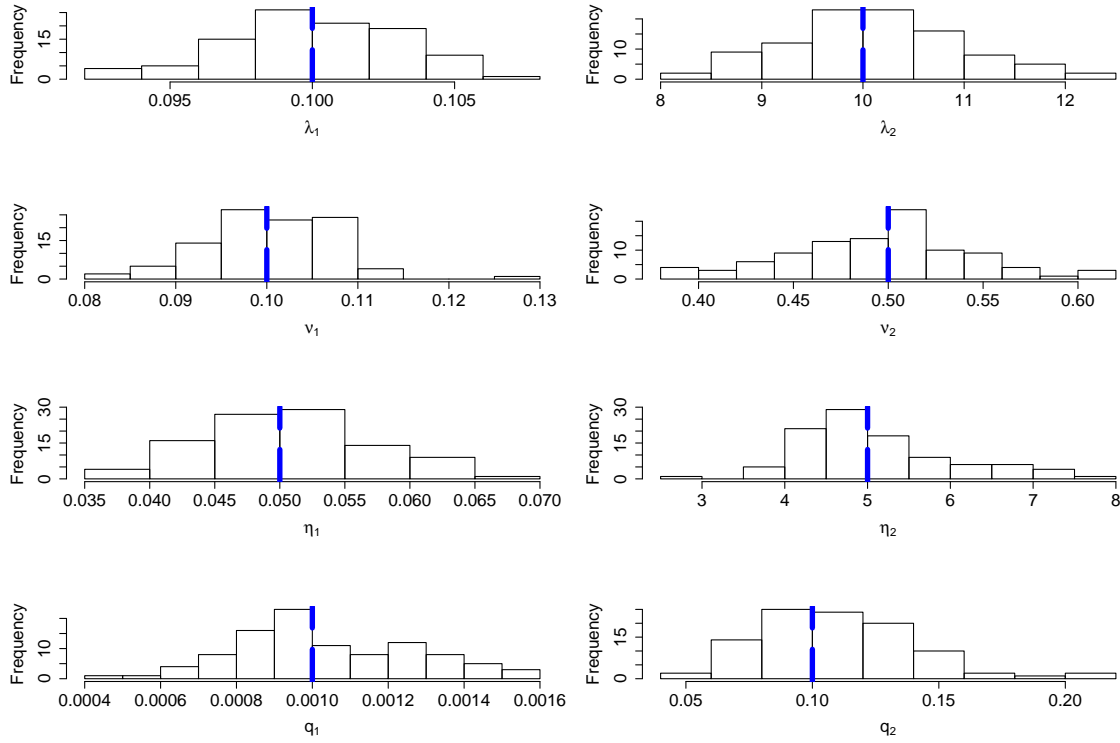 Frequency
0 15
0.095 0.100 0.105
λ1
Frequency
0 10
8 9 10 11 12
λ2
Frequency
0 15
0.08 0.09 0.10 0.11 0.12 0.13
ν1
Frequency
0 10
0.40 0.45 0.50 0.55 0.60
ν2
Frequency
0 15 30
0.035 0.040 0.045 0.050 0.055 0.060 0.065 0.070
η1
Frequency
0 15 30
3 4 5 6 7 8
η2
Frequency
0 10
0.0004 0.0006 0.0008 0.0010 0.0012 0.0014 0.0016
q1
Frequency
0 15
0.05 0.10 0.15 0.20
q2